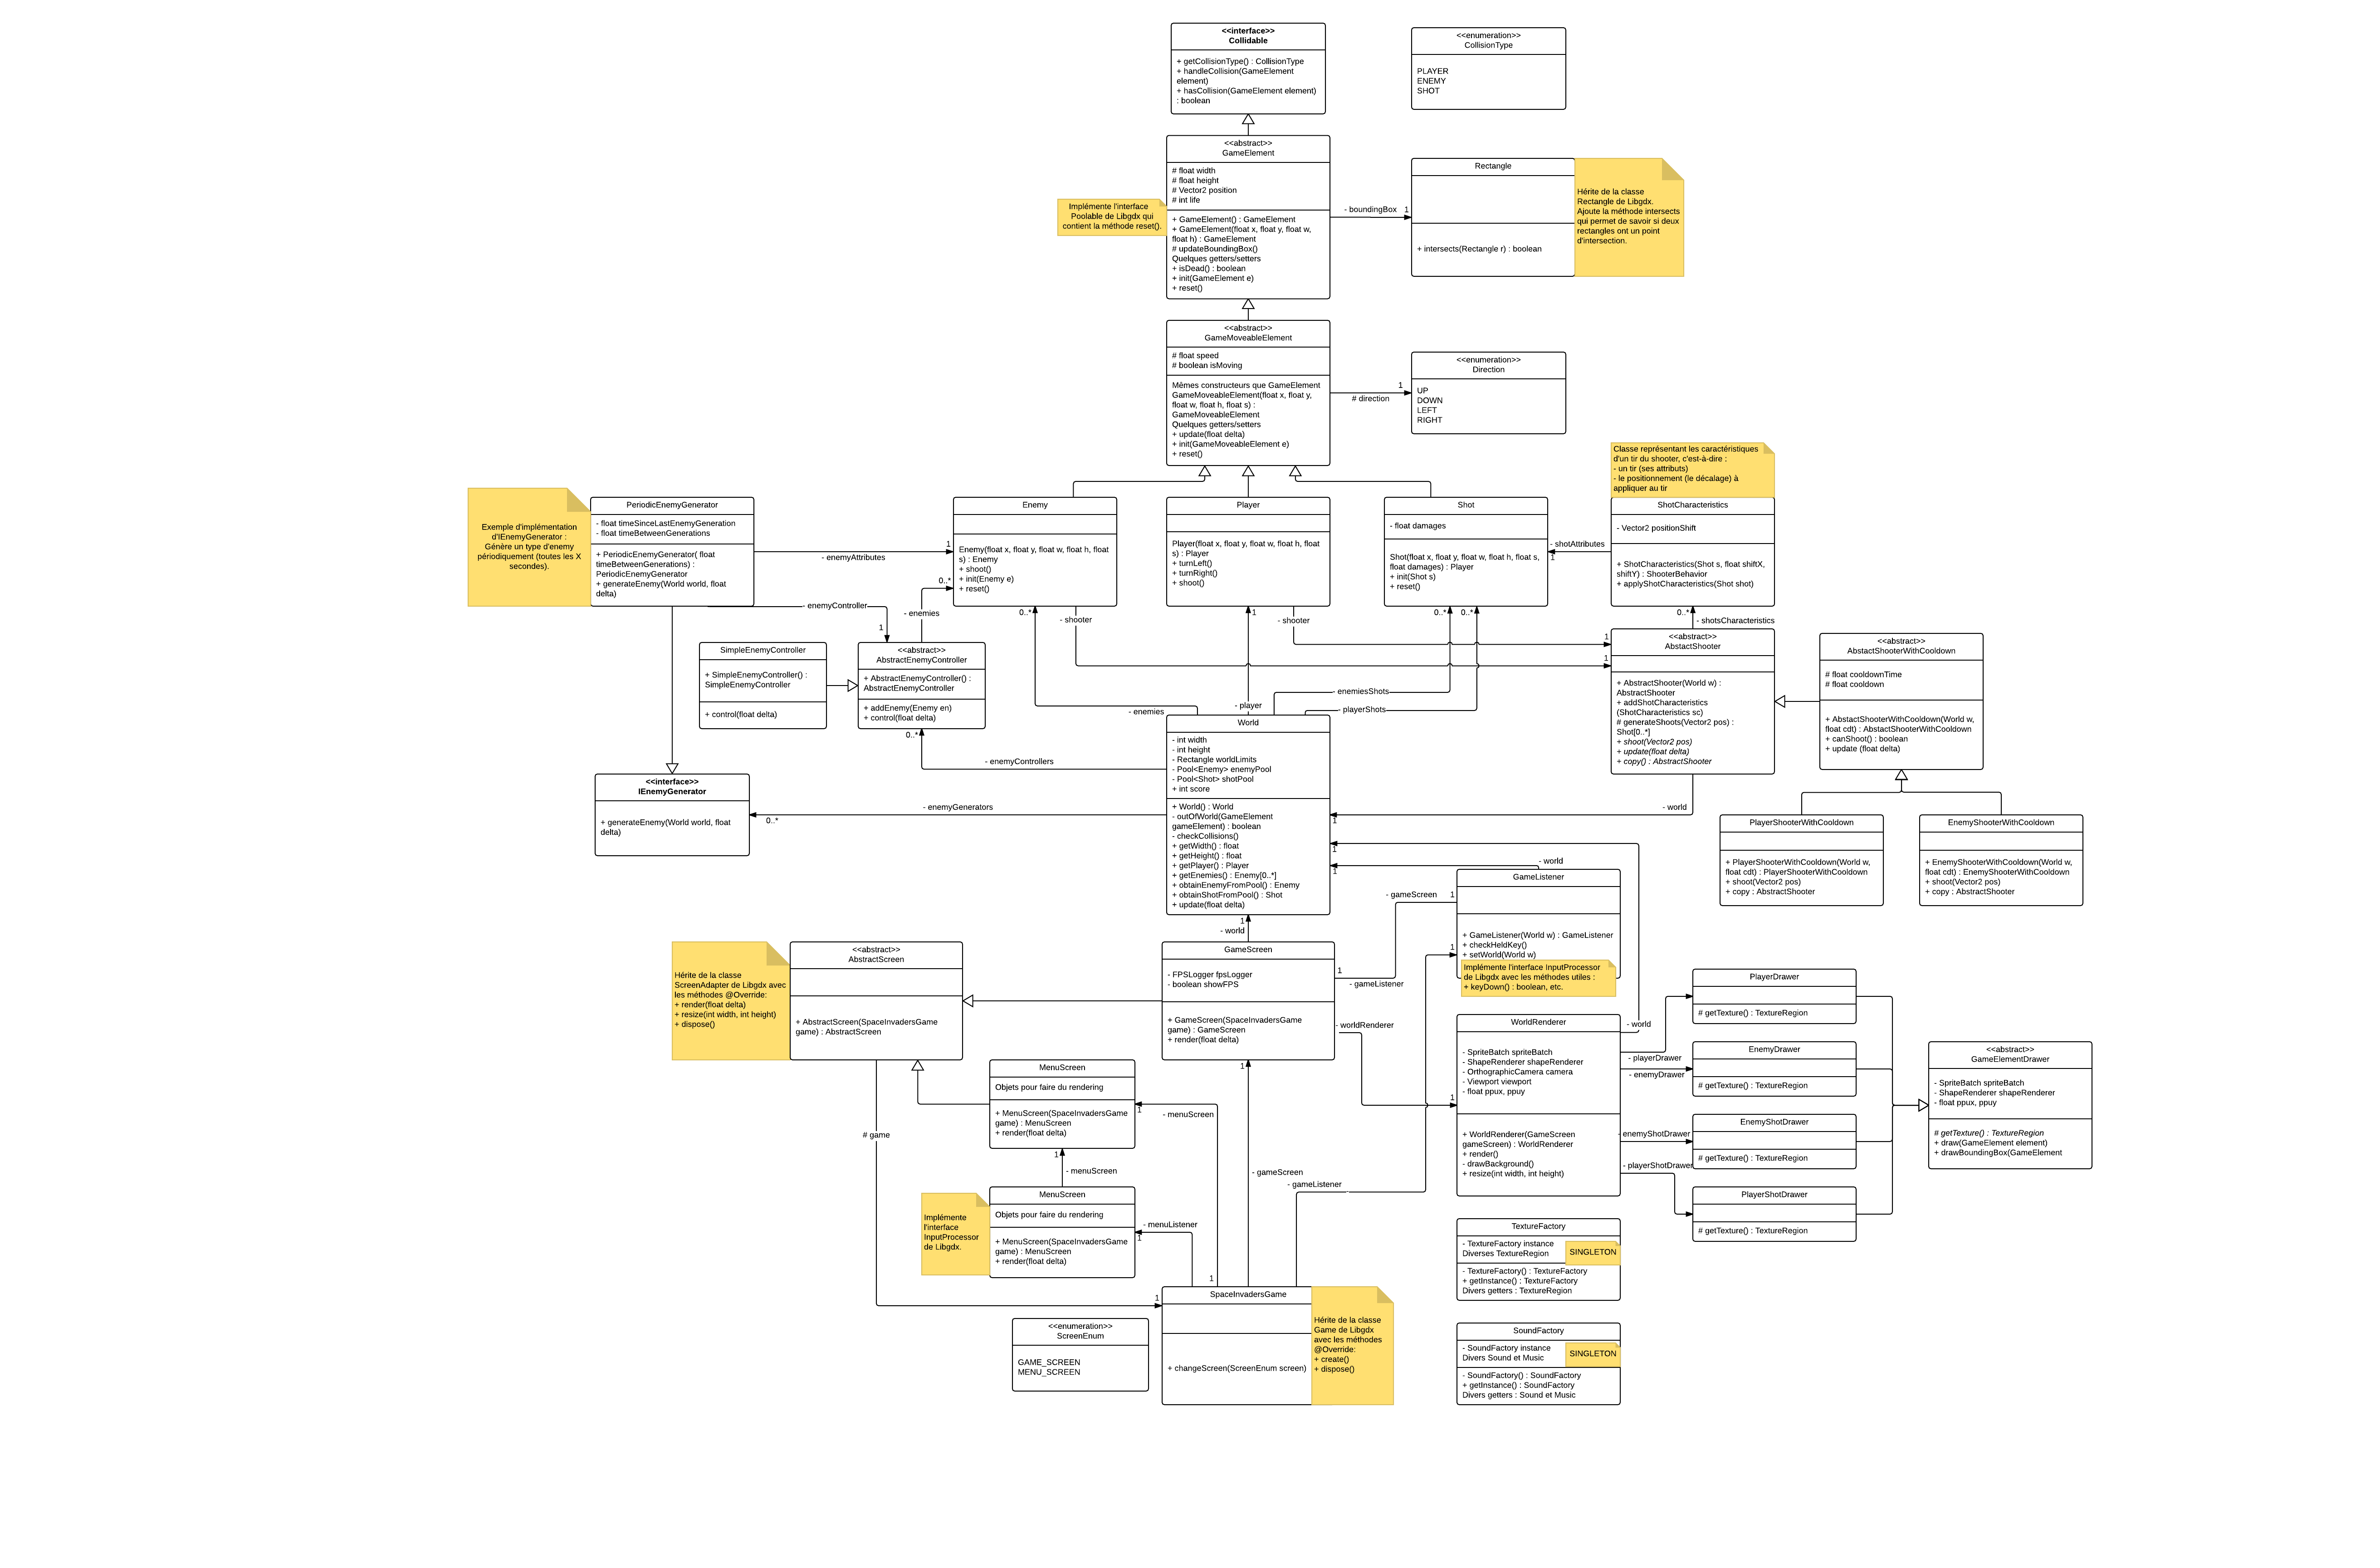 <<interface>>
Collidable
+ getCollisionType() : CollisionType
+ handleCollision(GameElement
element)
+ hasCollision(GameElement element)
: boolean
<<enumeration>>
CollisionType
PLAYER
ENEMY
SHOT
<<abstract>>
GameElement
# float width
# float height
# Vector2 position
# int life
+ GameElement() : GameElement
+ GameElement(float x, float y, float w,
float h) : GameElement
# updateBoundingBox()
Quelques getters/setters
+ isDead() : boolean
+ init(GameElement e)
+ reset()
Implémente l'interface
Poolable de Libgdx qui
contient la méthode reset().
- boundingBox
1
Rectangle
+ intersects(Rectangle r) : boolean
Hérite de la classe
Rectangle de Libgdx.
Ajoute la méthode intersects
qui permet de savoir si deux
rectangles ont un point
d'intersection.
<<abstract>>
GameMoveableElement
# float speed
# boolean isMoving
Mêmes constructeurs que GameElement
GameMoveableElement(float x, float y,
float w, float h, float s) :
GameMoveableElement
Quelques getters/setters
+ update(float delta)
+ init(GameMoveableElement e)
+ reset()
1
# direction
<<enumeration>>
Direction
UP
DOWN
LEFT
RIGHT
Classe représentant les caractéristiques
d'un tir du shooter, c'est-à-dire :
- un tir (ses attributs)
- le positionnement (le décalage) à
appliquer au tir
Exemple d'implémentation
d'IEnemyGenerator :
Génère un type d'enemy
périodiquement (toutes les X
secondes).
PeriodicEnemyGenerator
- float timeSinceLastEnemyGeneration
- float timeBetweenGenerations
+ PeriodicEnemyGenerator( float
timeBetweenGenerations) :
PeriodicEnemyGenerator
+ generateEnemy(World world, float
delta)
1
- enemyAttributes
Enemy
Enemy(float x, float y, float w, float h, float
s) : Enemy
+ shoot()
+ init(Enemy e)
+ reset()
Player
Player(float x, float y, float w, float h, float
s) : Player
+ turnLeft()
+ turnRight()
+ shoot()
Shot
- float damages
Shot(float x, float y, float w, float h, float s,
float damages) : Player
+ init(Shot s)
+ reset()
- shotAttributes
1
ShotCharacteristics
- Vector2 positionShift
+ ShotCharacteristics(Shot s, float shiftX,
shiftY) : ShooterBehavior
+ applyShotCharacteristics(Shot shot)
- enemyController
1
0..*
- enemies
0..*
- shooter
1
- shooter
0..*
0..*
0..*
- shotsCharacteristics
1
1
SimpleEnemyController
+ SimpleEnemyController() :
SimpleEnemyController
+ control(float delta)
<<abstract>>
AbstractEnemyController
+ AbstractEnemyController() :
AbstractEnemyController
+ addEnemy(Enemy en)
+ control(float delta)
<<abstract>>
AbstactShooter
+ AbstractShooter(World w) :
AbstractShooter
+ addShotCharacteristics
(ShotCharacteristics sc)
# generateShoots(Vector2 pos) :
Shot[0..*]
+ shoot(Vector2 pos)
+ update(float delta)
+ copy() : AbstractShooter
<<abstract>>
AbstractShooterWithCooldown
# float cooldownTime
# float cooldown
+ AbstactShooterWithCooldown(World w,
float cdt) : AbstactShooterWithCooldown
+ canShoot() : boolean
+ update (float delta)
- enemies
- player
- enemiesShots
- playerShots
0..*
- enemyControllers
World
- int width
- int height
- Rectangle worldLimits
- Pool<Enemy> enemyPool
- Pool<Shot> shotPool
+ int score
+ World() : World
- outOfWorld(GameElement
gameElement) : boolean
- checkCollisions()
+ getWidth() : float
+ getHeight() : float
+ getPlayer() : Player
+ getEnemies() : Enemy[0..*]
+ obtainEnemyFromPool() : Enemy
+ obtainShotFromPool() : Shot
+ update(float delta)
<<interface>>
IEnemyGenerator
+ generateEnemy(World world, float
delta)
- enemyGenerators
0..*
- world
1
1
1
- world
PlayerShooterWithCooldown
+ PlayerShooterWithCooldown(World w,
float cdt) : PlayerShooterWithCooldown
+ shoot(Vector2 pos)
+ copy : AbstractShooter
EnemyShooterWithCooldown
+ EnemyShooterWithCooldown(World w,
float cdt) : EnemyShooterWithCooldown
+ shoot(Vector2 pos)
+ copy : AbstractShooter
GameListener
+ GameListener(World w) : GameListener
+ checkHeldKey()
+ setWorld(World w)
Implémente l'interface InputProcessor
de Libgdx avec les méthodes utiles :
+ keyDown() : boolean, etc.
- gameScreen
1
1
1
- world
1
- gameListener
Hérite de la classe
ScreenAdapter de Libgdx avec
les méthodes @Override:
+ render(float delta)
+ resize(int width, int height)
+ dispose()
<<abstract>>
AbstractScreen
+ AbstractScreen(SpaceInvadersGame
game) : AbstractScreen
GameScreen
- FPSLogger fpsLogger
- boolean showFPS
+ GameScreen(SpaceInvadersGame
game) : GameScreen
+ render(float delta)
- worldRenderer
1
1
WorldRenderer
- SpriteBatch spriteBatch
- ShapeRenderer shapeRenderer
- OrthographicCamera camera
- Viewport viewport
- float ppux, ppuy
+ WorldRenderer(GameScreen
gameScreen) : WorldRenderer
+ render()
- drawBackground()
+ resize(int width, int height)
- world
- playerDrawer
- enemyDrawer
- enemyShotDrawer
- playerShotDrawer
PlayerDrawer
# getTexture() : TextureRegion
EnemyDrawer
# getTexture() : TextureRegion
EnemyShotDrawer
# getTexture() : TextureRegion
PlayerShotDrawer
# getTexture() : TextureRegion
<<abstract>>
GameElementDrawer
- SpriteBatch spriteBatch
- ShapeRenderer shapeRenderer
- float ppux, ppuy
# getTexture() : TextureRegion
+ draw(GameElement element)
+ drawBoundingBox(GameElement
MenuScreen
Objets pour faire du rendering
+ MenuScreen(SpaceInvadersGame
game) : MenuScreen
+ render(float delta)
1
- menuScreen
# game
1
- menuScreen
- gameScreen
- gameListener
Implémente
l'interface
InputProcessor
de Libgdx.
MenuScreen
Objets pour faire du rendering
+ MenuScreen(SpaceInvadersGame
game) : MenuScreen
+ render(float delta)
- menuListener
1
1
1
SpaceInvadersGame
+ changeScreen(ScreenEnum screen)
Hérite de la classe
Game de Libgdx
avec les méthodes
@Override:
+ create()
+ dispose()
<<enumeration>>
ScreenEnum
GAME_SCREEN
MENU_SCREEN
TextureFactory
- TextureFactory instance
Diverses TextureRegion
SINGLETON
- TextureFactory() : TextureFactory
+ getInstance() : TextureFactory
Divers getters : TextureRegion
SoundFactory
- SoundFactory instance
Divers Sound et Music
SINGLETON
- SoundFactory() : SoundFactory
+ getInstance() : SoundFactory
Divers getters : Sound et Music